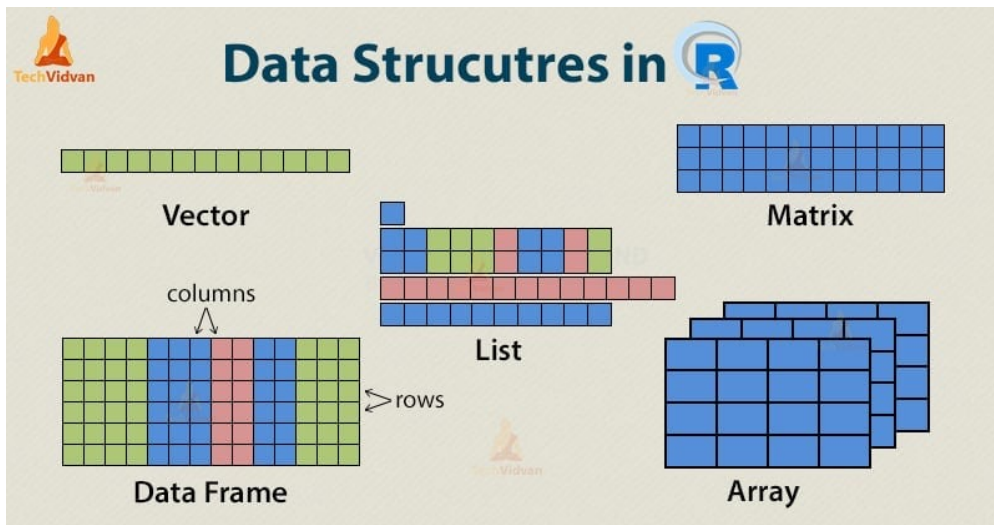 TechVidvan
Data Strucutres in R
Vector
Matrix
columns
List
rows
Data Frame
Array
TechVidvan